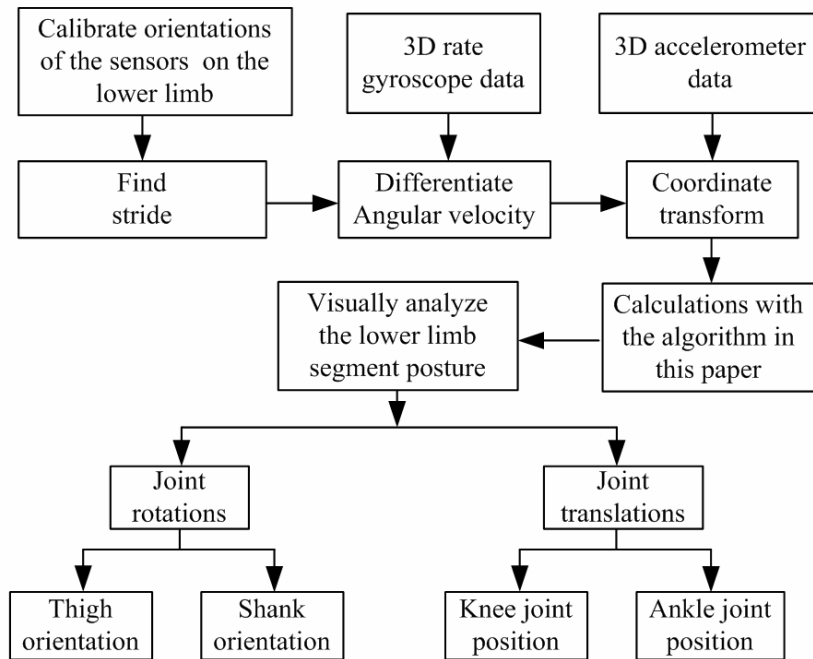 Calibrate orientations
of the sensors on the
lower limb
3D rate
gyroscope data
3D accelerometer
data
Find
stride
Differentiate
Angular velocity
Coordinate
transform
Visually analyze
the lower limb
segment posture
Calculations with
the algorithm in
this paper
Joint
rotations
Joint
translations
Thigh
orientation
Shank
orientation
Knee joint
position
Ankle joint
position